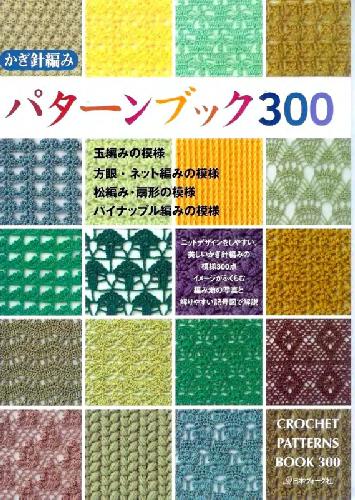 かぎ針編み
パターンブック300
玉編みの模様
方眼・ネット編みの模様
松編み・扇形の模様
パイナップル編みの模様
ニットデザインをしやすい、
美しいかぎ針編みの
模様300点
イメージがふくらむ
編み地の写真と
解りやすい記号図で解説
CROCHET
PATTERNS
BOOK 300
日本ヴォーグ社